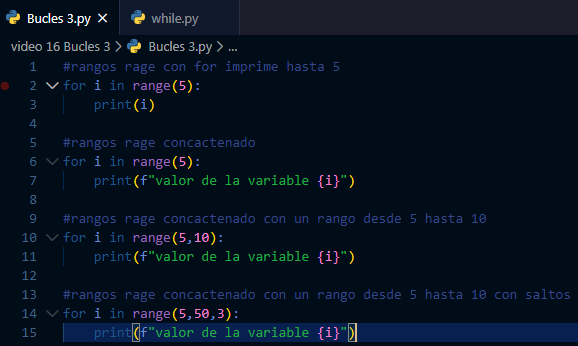 Bucles 3.py × while.py
video 16 Bucles 3 > Bucles 3.py > ...
1 #rangos rage con for imprime hasta 5
2 for i in range(5):
3 print(i)
4
5 #rangos rage concactenado
6 for i in range(5):
7 print(f"valor de la variable {i}")
8
9 #rangos rage concactenado con un rango desde 5 hasta 10
10 for i in range(5,10):
11 print(f"valor de la variable {i}")
12
13 #rangos rage concactenado con un rango desde 5 hasta 10 con saltos
14 for i in range(5,50,3):
15 print(f"valor de la variable {i}")